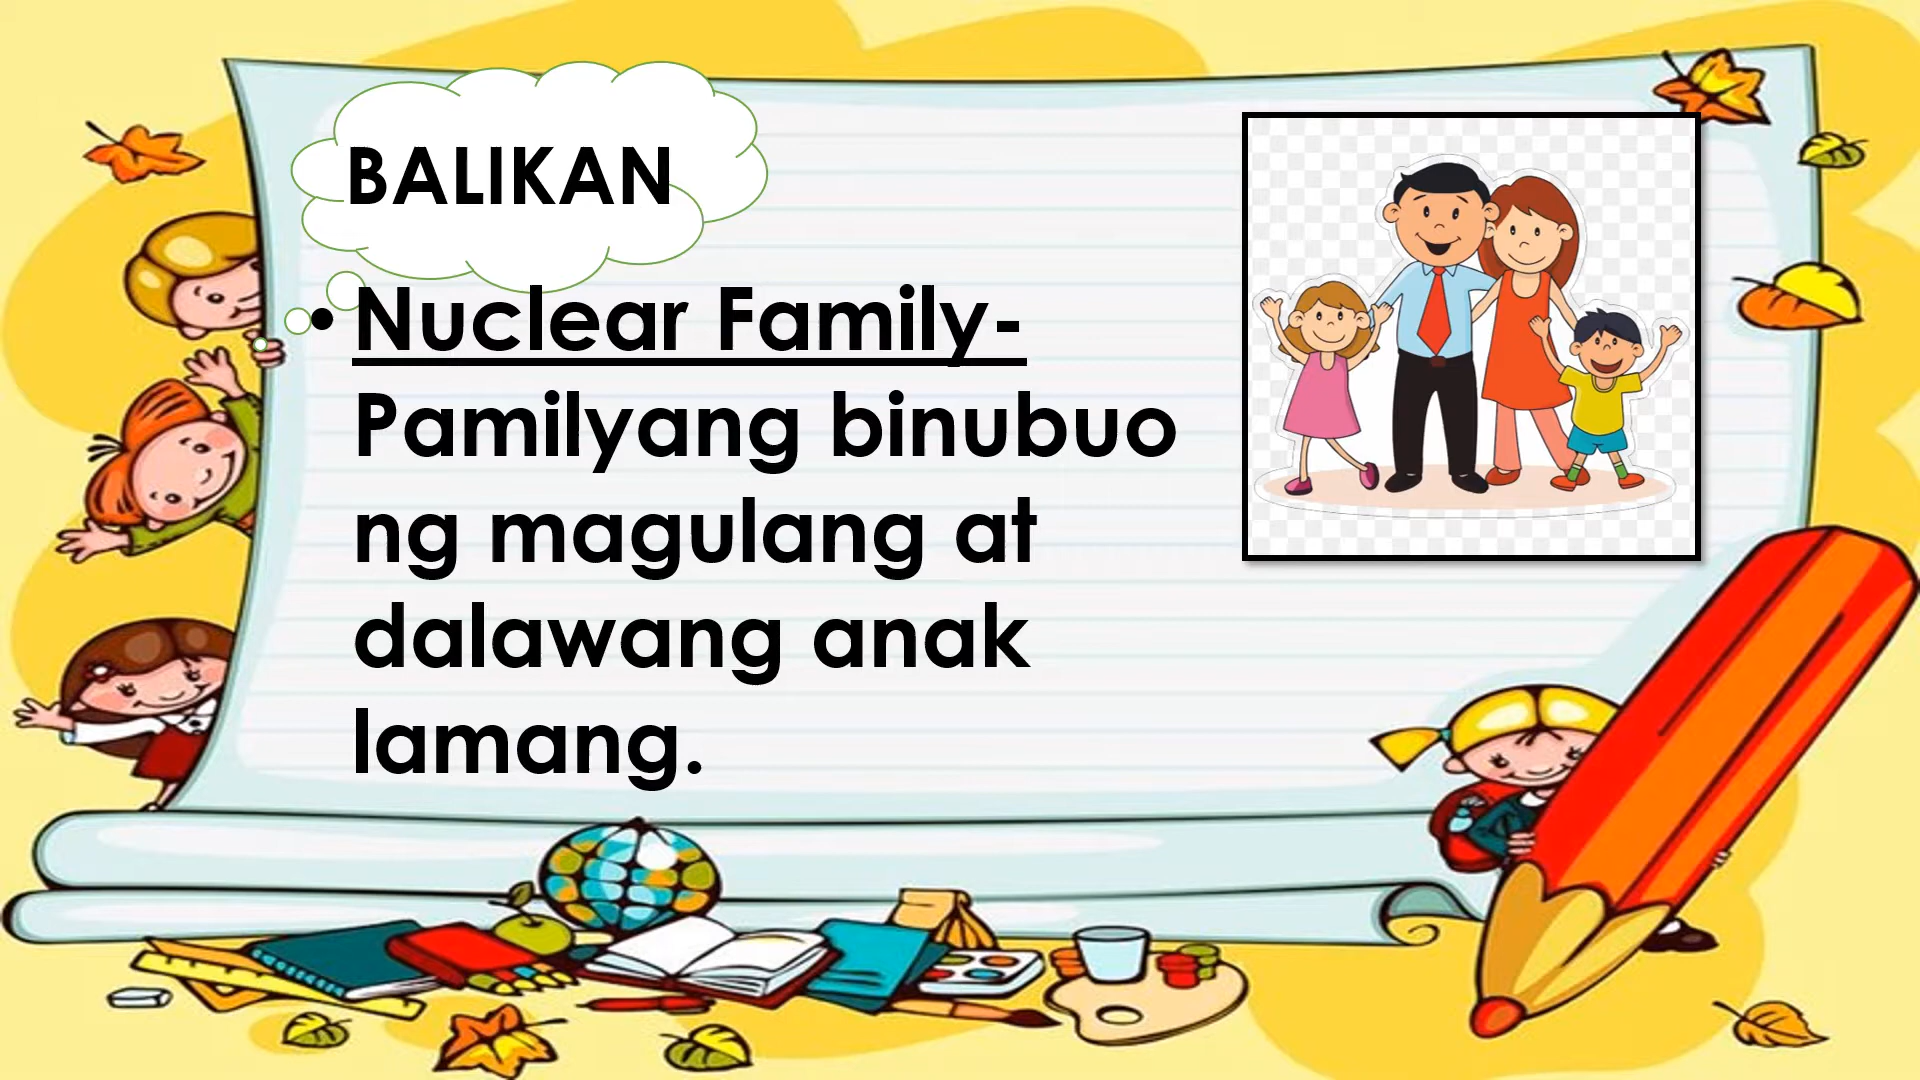 BALIKAN
• Nuclear Family-
Pamilyang binubuo
ng magulang at
dalawang anak
lamang.